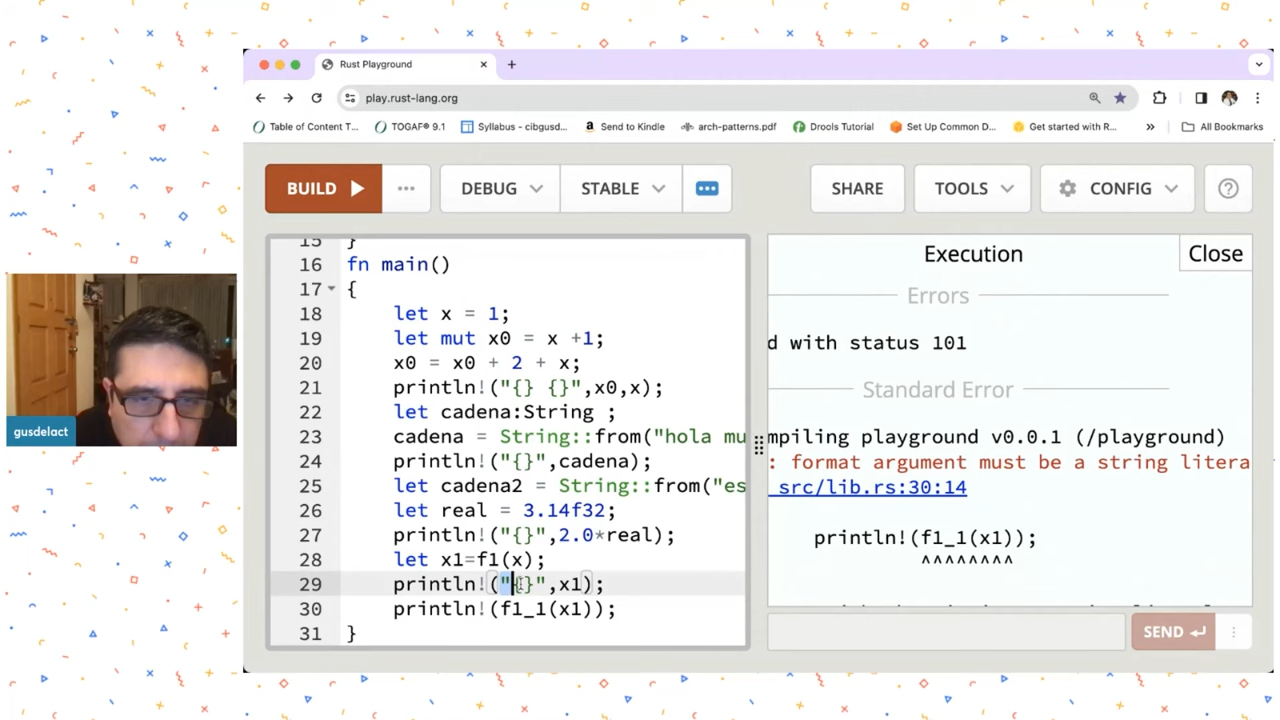 Rust Playground
play.rust-lang.org
Table of Content T... TOGAF® 9.1 Syllabus - cibgusd... Send to Kindle arch-patterns.pdf Drools Tutorial Set Up Common D... Get started with R... » All Bookmarks
BUILD ... DEBUG STABLE ... SHARE TOOLS CONFIG ?
15 }
16 fn main()
17 {
18 let x = 1;
19 let mut x0 = x +1;
20 x0 = x0 + 2 + x;
21 println!("{} {}",x0,x);
22 let cadena:String ;
23 cadena = String::from("hola mu
24 println!("{}",cadena);
25 let cadena2 = String::from("es
26 let real = 3.14f32;
27 println!("{}",2.0*real);
28 let x1=f1(x);
29 println!("{}",x1);
30 println!(f1_1(x1));
31 }
Execution
Close
Errors
d with status 101
Standard Error
mpiling playground v0.0.1 (/playground)
: format argument must be a string litera
src/lib.rs:30:14
println!(f1_1(x1));
^^^^^^^^
SEND
gusdelact